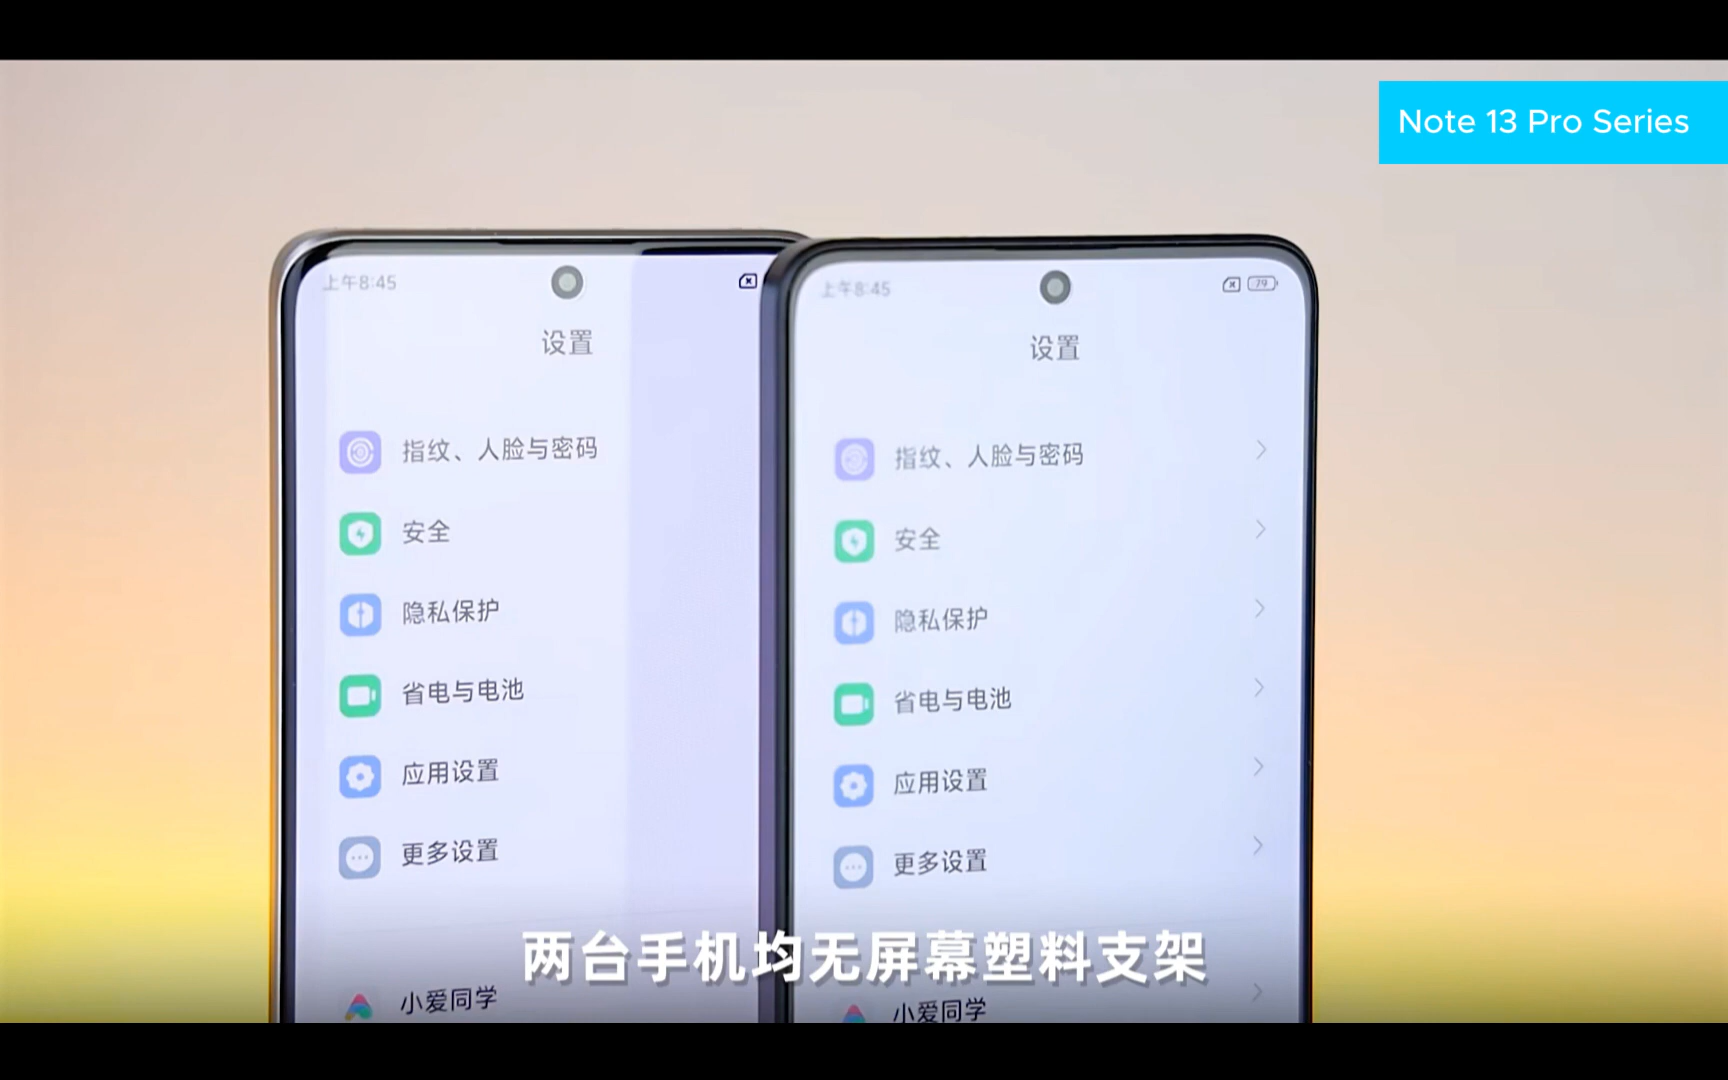 Note 13 Pro Series
上午8:45
设置
指纹、人脸与密码
安全
隐私保护
省电与电池
应用设置
更多设置
小爱同学
上午8:45
79
设置
指纹、人脸与密码
安全
隐私保护
省电与电池
应用设置
更多设置
小爱同学
两台手机均无屏幕塑料支架